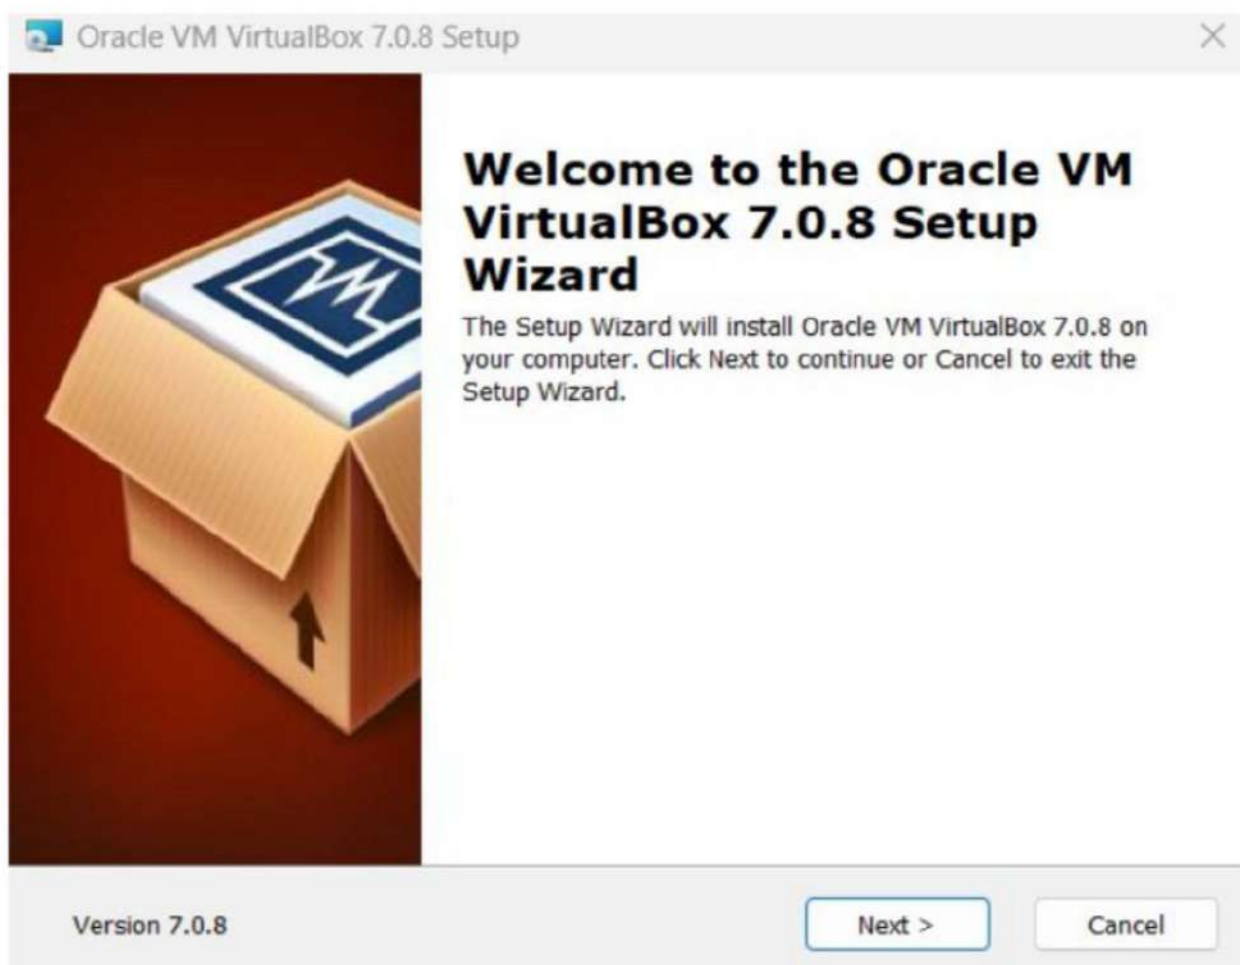 Oracle VM VirtualBox 7.0.8 Setup
Welcome to the Oracle VM
VirtualBox 7.0.8 Setup
Wizard
The Setup Wizard will install Oracle VM VirtualBox 7.0.8 on
your computer. Click Next to continue or Cancel to exit the
Setup Wizard.
Version 7.0.8
Next >
Cancel